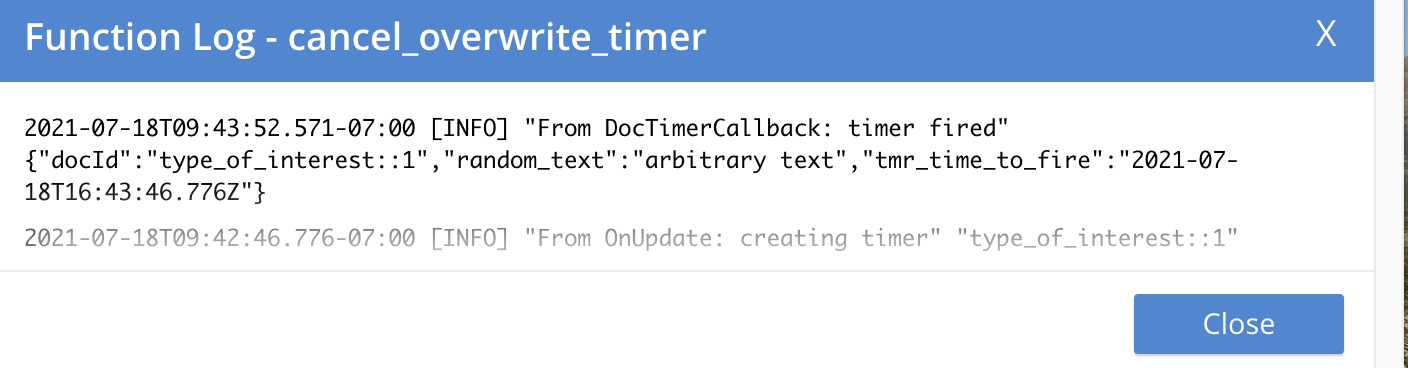 Function Log - cancel_overwrite_timer
X
2021-07-18T09:43:52.571-07:00 [INFO] "From DocTimerCallback: timer fired"
{"docId":"type_of_interest::1","random_text":"arbitrary text","tmr_time_to_fire":"2021-07-
18T16:43:46.776Z"}
2021-07-18T09:42:46.776-07:00 [INFO] "From OnUpdate: creating timer" "type_of_interest::1"
Close